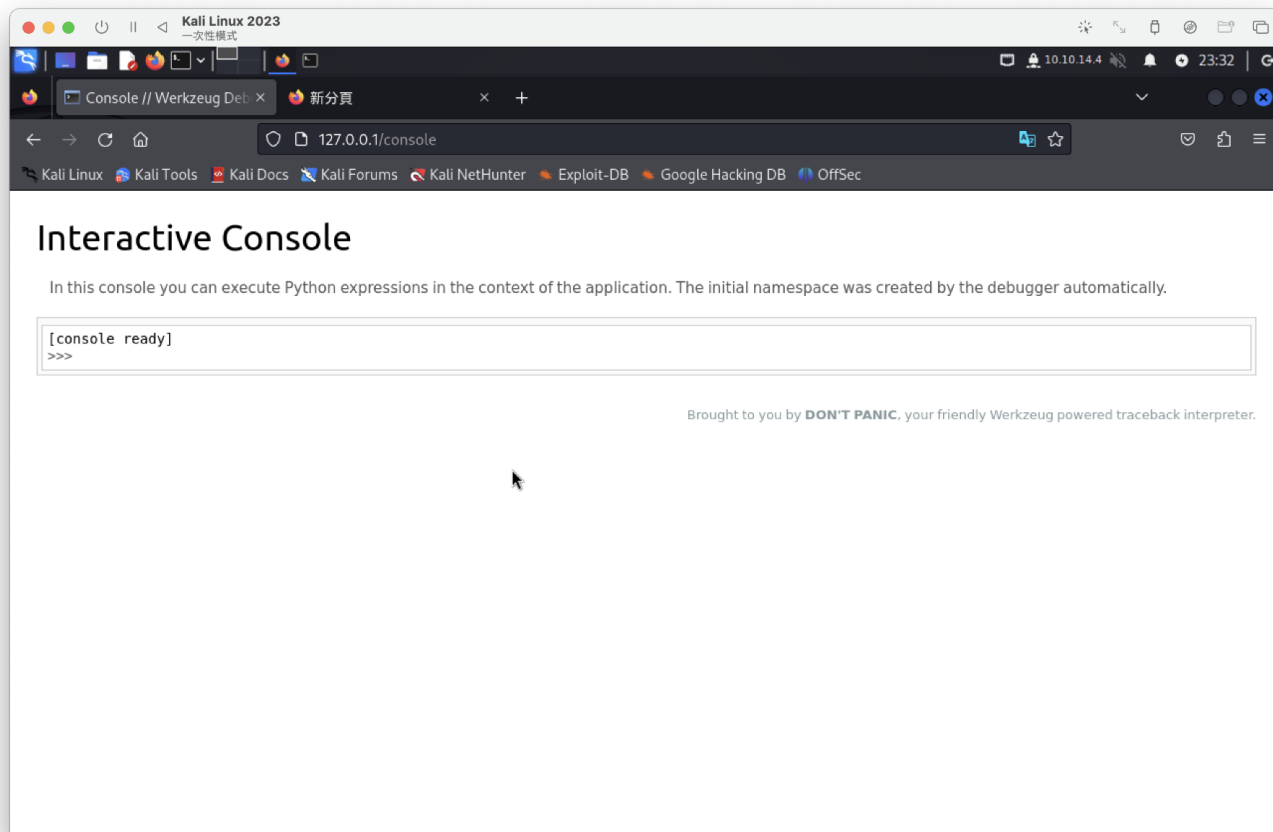 Kali Linux 2023
一次性模式
10.10.14.4 23:32
Console // Werkzeug Deb 新分頁
127.0.0.1/console
Kali Linux Kali Tools Kali Docs Kali Forums Kali NetHunter Exploit-DB Google Hacking DB OffSec
Interactive Console
In this console you can execute Python expressions in the context of the application. The initial namespace was created by the debugger automatically.
[console ready]
>>>
Brought to you by DON'T PANIC, your friendly Werkzeug powered traceback interpreter.